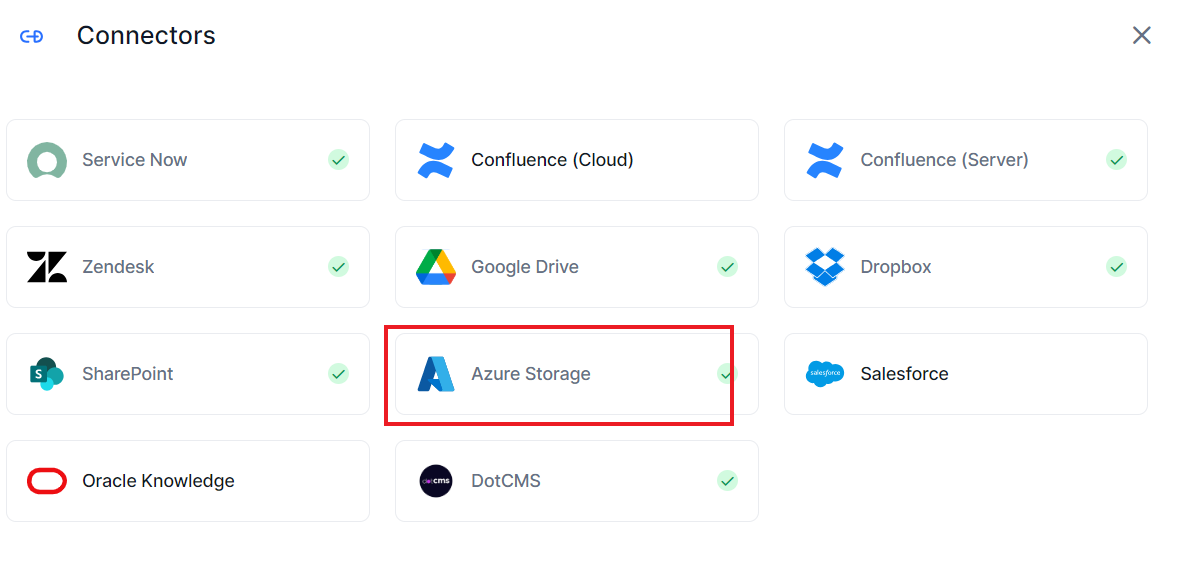 Connectors
Service Now
Confluence (Cloud)
Confluence (Server)
Zendesk
Google Drive
Dropbox
S
SharePoint
Azure Storage
salesforce
Salesforce
Oracle Knowledge
dotcms
DotCMS